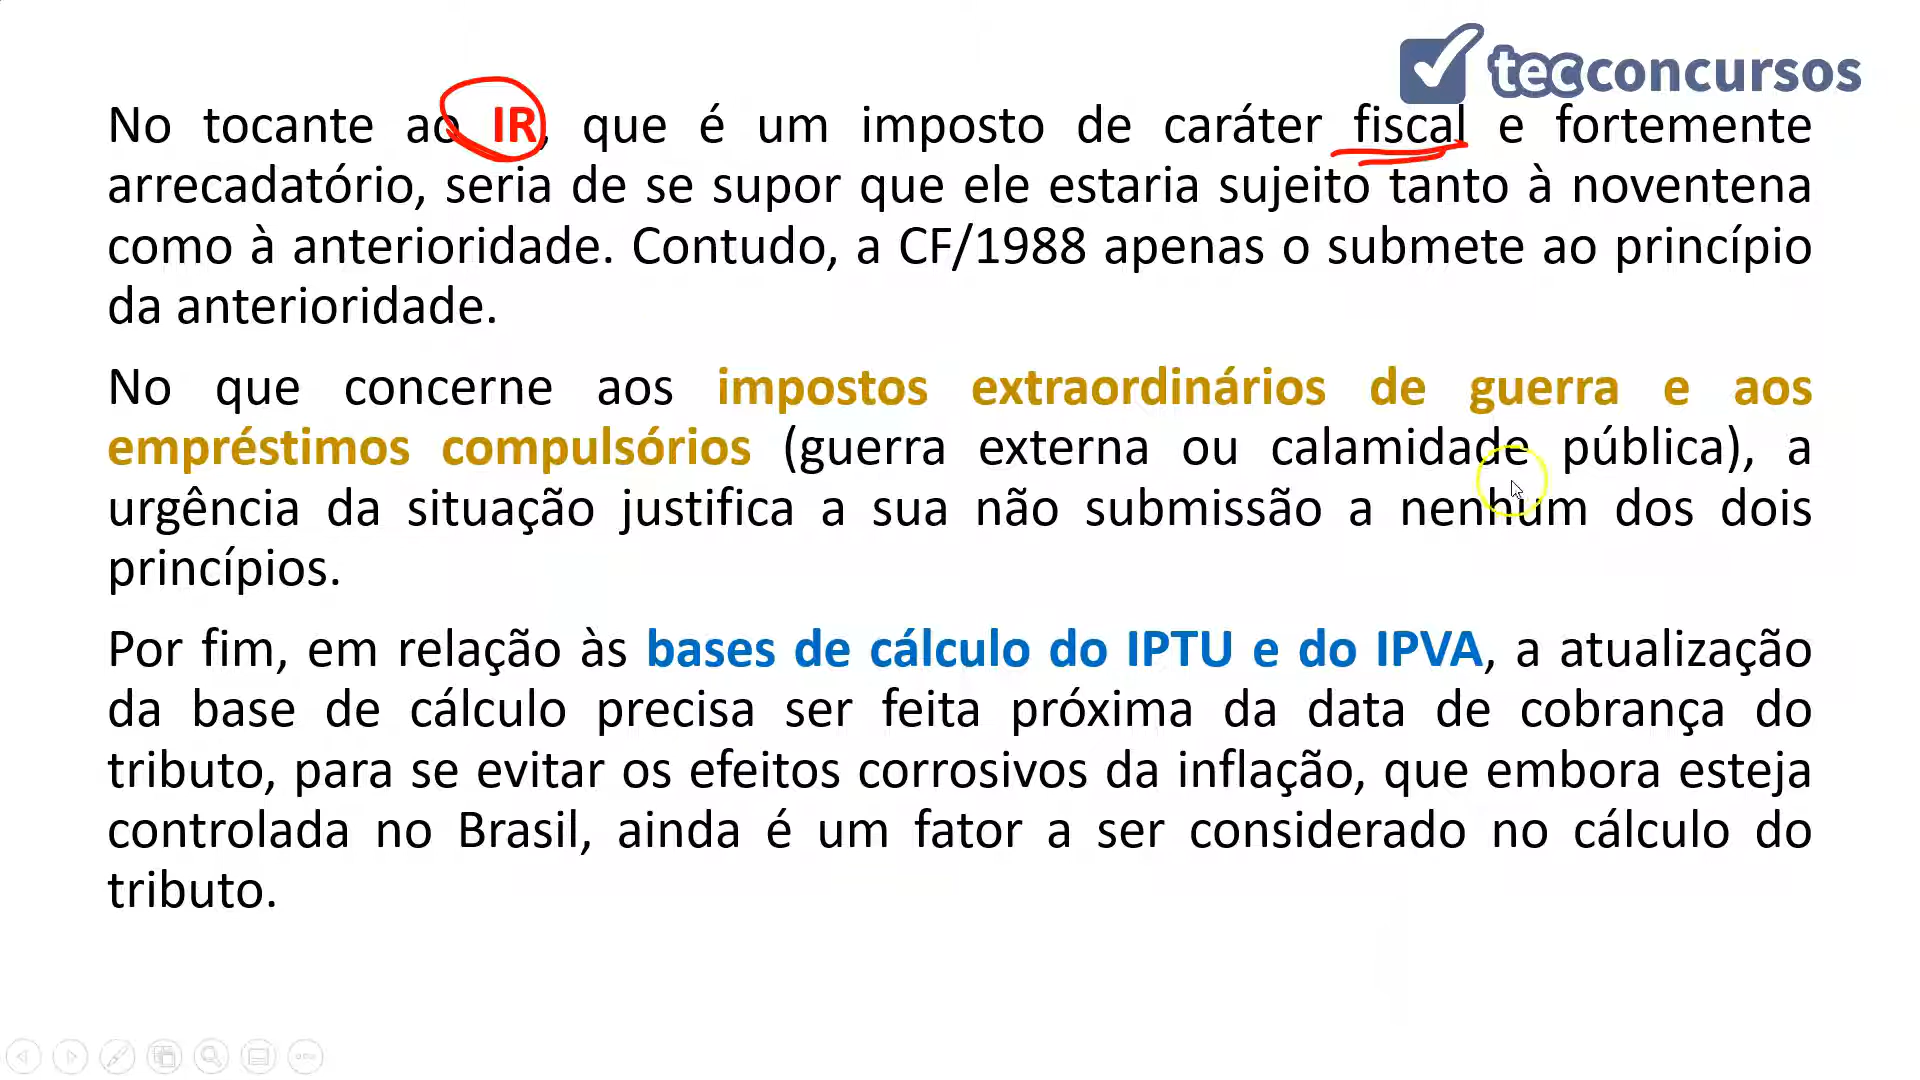 tecconcursos
No tocante ao IR, que é um imposto de caráter fiscal e fortemente
arrecadatório, seria de se supor que ele estaria sujeito tanto à noventena
como à anterioridade. Contudo, a CF/1988 apenas o submete ao princípio
da anterioridade.
No que concerne aos impostos extraordinários de guerra e aos
empréstimos compulsórios (guerra externa ou calamidade pública), a
urgência da situação justifica a sua não submissão a nenhum dos dois
princípios.
Por fim, em relação às bases de cálculo do IPTU e do IPVA, a atualização
da base de cálculo precisa ser feita próxima da data de cobrança do
tributo, para se evitar os efeitos corrosivos da inflação, que embora esteja
controlada no Brasil, ainda é um fator a ser considerado no cálculo do
tributo.